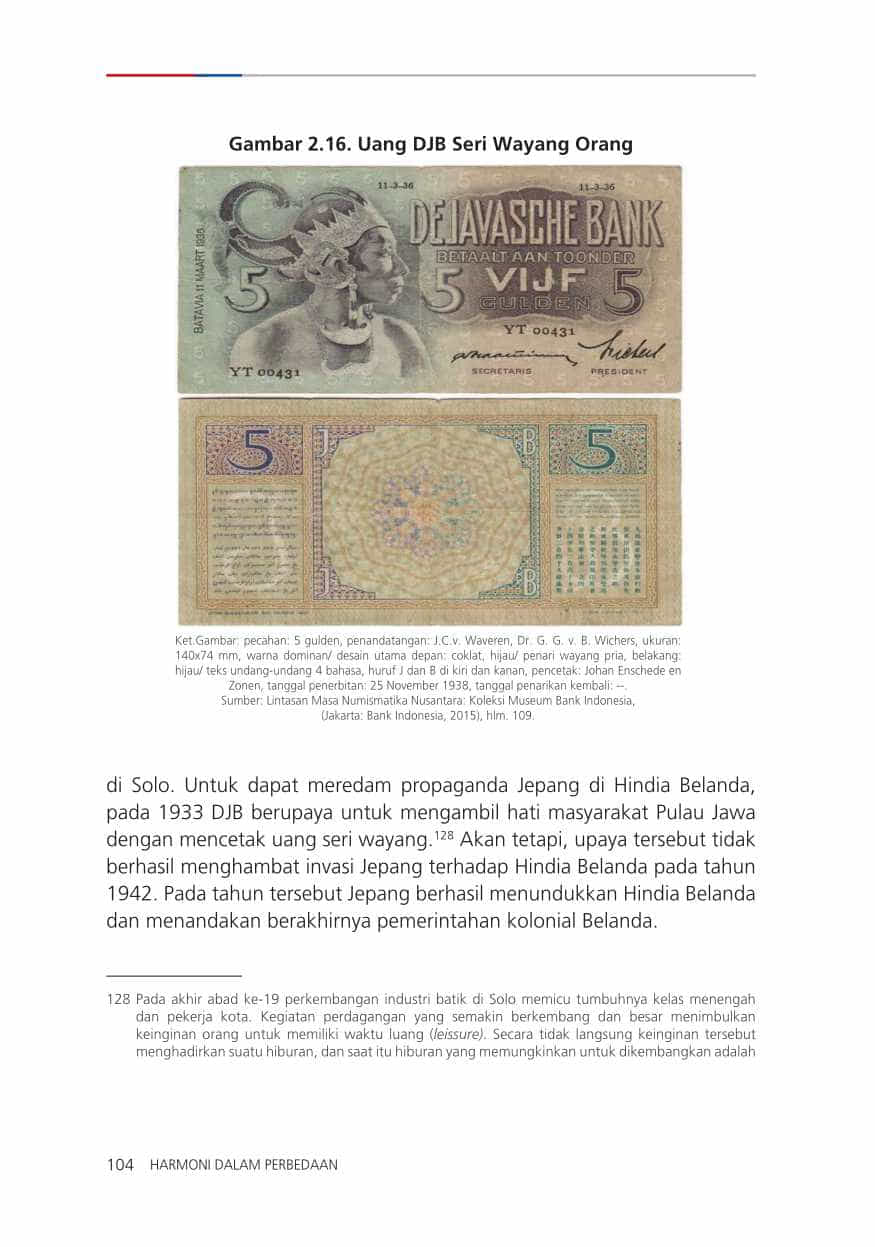 Gambar 2.16. Uang DJB Seri Wayang Orang
11-3-36
11-3-36
DE JAVASCHE BANK
BETAALT AAN TOONDER
BATAVIA 11 MAART 1936
5
5
VIJF
5
GULDEN
YT 00431
YT 00431
SECRETARIS
PRESIDENT
5
J
B
5
J
B
Ket.Gambar: pecahan: 5 gulden, penandatangan: J.C.v. Waveren, Dr. G. G. v. B. Wichers, ukuran:
140x74 mm, warna dominan/ desain utama depan: coklat, hijau/ penari wayang pria, belakang:
hijau/ teks undang-undang 4 bahasa, huruf J dan B di kiri dan kanan, pencetak: Johan Enschede en
Zonen, tanggal penerbitan: 25 November 1938, tanggal penarikan kembali: --.
Sumber: Lintasan Masa Numismatika Nusantara: Koleksi Museum Bank Indonesia,
(Jakarta: Bank Indonesia, 2015), hlm. 109.
di Solo. Untuk dapat meredam propaganda Jepang di Hindia Belanda,
pada 1933 DJB berupaya untuk mengambil hati masyarakat Pulau Jawa
dengan mencetak uang seri wayang.128 Akan tetapi, upaya tersebut tidak
berhasil menghambat invasi Jepang terhadap Hindia Belanda pada tahun
1942. Pada tahun tersebut Jepang berhasil menundukkan Hindia Belanda
dan menandakan berakhirnya pemerintahan kolonial Belanda.
128 Pada akhir abad ke-19 perkembangan industri batik di Solo memicu tumbuhnya kelas menengah
dan pekerja kota. Kegiatan perdagangan yang semakin berkembang dan besar menimbulkan
keinginan orang untuk memiliki waktu luang (leissure). Secara tidak langsung keinginan tersebut
menghadirkan suatu hiburan, dan saat itu hiburan yang memungkinkan untuk dikembangkan adalah
104 HARMONI DALAM PERBEDAAN